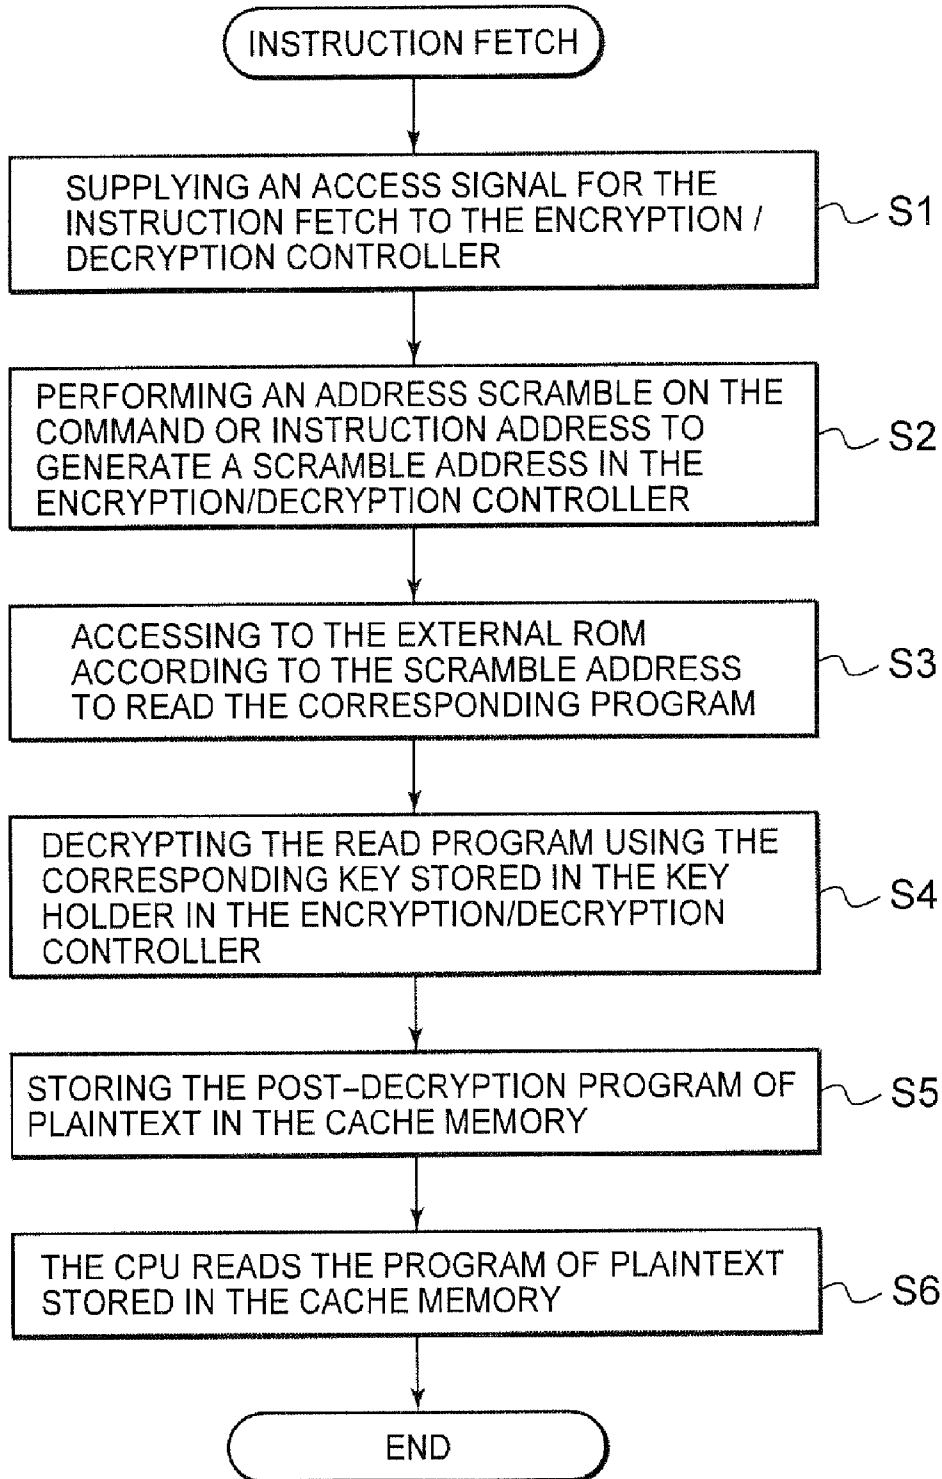 INSTRUCTION FETCH
SUPPLYING AN ACCESS SIGNAL FOR THE
INSTRUCTION FETCH TO THE ENCRYPTION /
DECRYPTION CONTROLLER
S1
PERFORMING AN ADDRESS SCRAMBLE ON THE
COMMAND OR INSTRUCTION ADDRESS TO
GENERATE A SCRAMBLE ADDRESS IN THE
ENCRYPTION/DECRYPTION CONTROLLER
S2
ACCESSING TO THE EXTERNAL ROM
ACCORDING TO THE SCRAMBLE ADDRESS
TO READ THE CORRESPONDING PROGRAM
S3
DECRYPTING THE READ PROGRAM USING THE
CORRESPONDING KEY STORED IN THE KEY
HOLDER IN THE ENCRYPTION/DECRYPTION
CONTROLLER
S4
STORING THE POST-DECRYPTION PROGRAM OF
PLAINTEXT IN THE CACHE MEMORY
S5
THE CPU READS THE PROGRAM OF PLAINTEXT
STORED IN THE CACHE MEMORY
S6
END